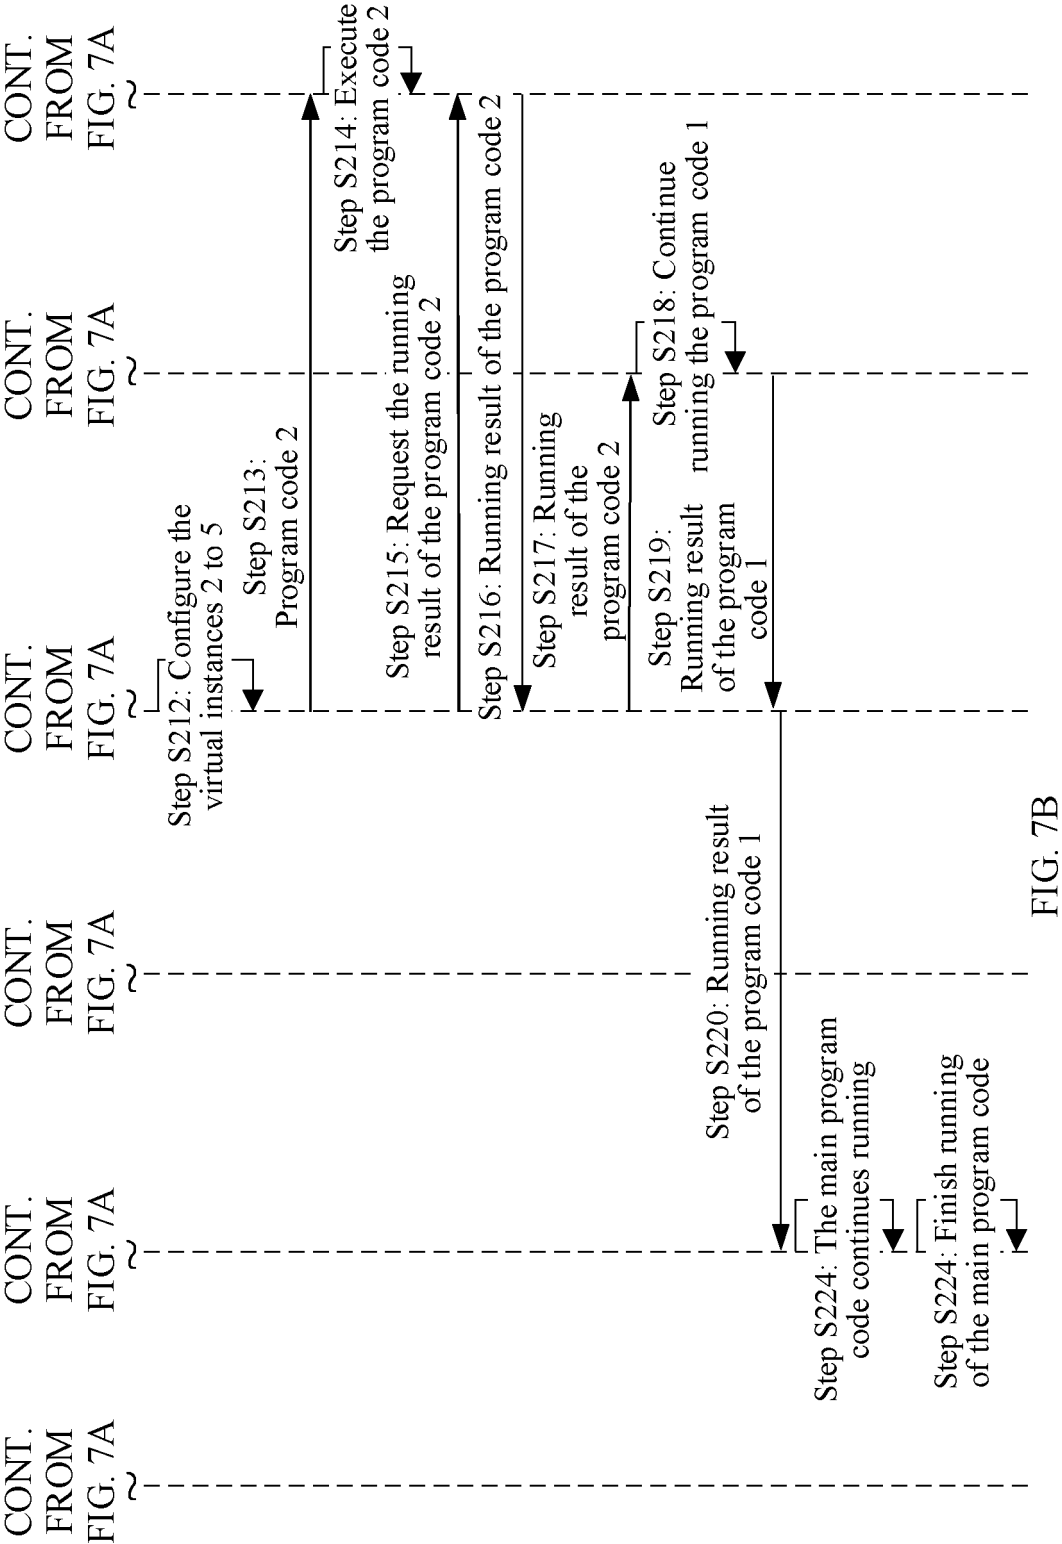 CONT.
FROM
FIG. 7A
CONT.
FROM
FIG. 7A
CONT.
FROM
FIG. 7A
CONT.
FROM
FIG. 7A
CONT.
FROM
FIG. 7A
CONT.
FROM
FIG. 7A
Step S212: Configure the
virtual instances 2 to 5
Step S213:
Program code 2
Step S214: Execute
the program code 2
Step S215: Request the running
result of the program code 2
Step S216: Running result of the program code 2
Step S217: Running
result of the
program code 2
Step S218: Continue
running the program code 1
Step S219:
Running result
of the program
code 1
Step S220: Running result
of the program code 1
Step S224: The main program
code continues running
Step S224: Finish running
of the main program code
FIG. 7B